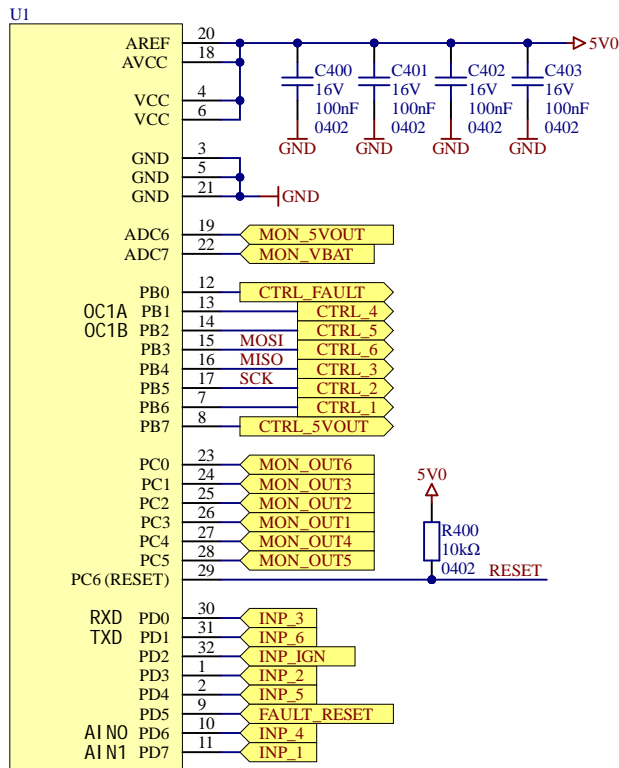 U1
AREF 20 5V0
AVCC 18
C400 C401 C402 C403
16V 16V 16V 16V
VCC 4 100nF 100nF 100nF 100nF
VCC 6 0402 0402 0402 0402
GND GND GND GND
GND 3
GND 5
GND 21 GND
ADC6 19 MON_5VOUT
ADC7 22 MON_VBAT
PB0 12 CTRL_FAULT
OC1A PB1 13 CTRL_4
OC1B PB2 14 CTRL_5
PB3 15 MOSI CTRL_6
PB4 16 MISO CTRL_3
PB5 17 SCK CTRL_2
PB6 7 CTRL_1
PB7 8 CTRL_5VOUT
PC0 23 MON_OUT6
PC1 24 MON_OUT3
PC2 25 MON_OUT2
PC3 26 MON_OUT1
PC4 27 MON_OUT4
PC5 28 MON_OUT5
PC6 (RESET) 29 RESET
5V0
R400
10kΩ
0402
RXD PD0 30 INP_3
TXD PD1 31 INP_6
PD2 32 INP_IGN
PD3 1 INP_2
PD4 2 INP_5
PD5 9 FAULT_RESET
AIN0 PD6 10 INP_4
AIN1 PD7 11 INP_1